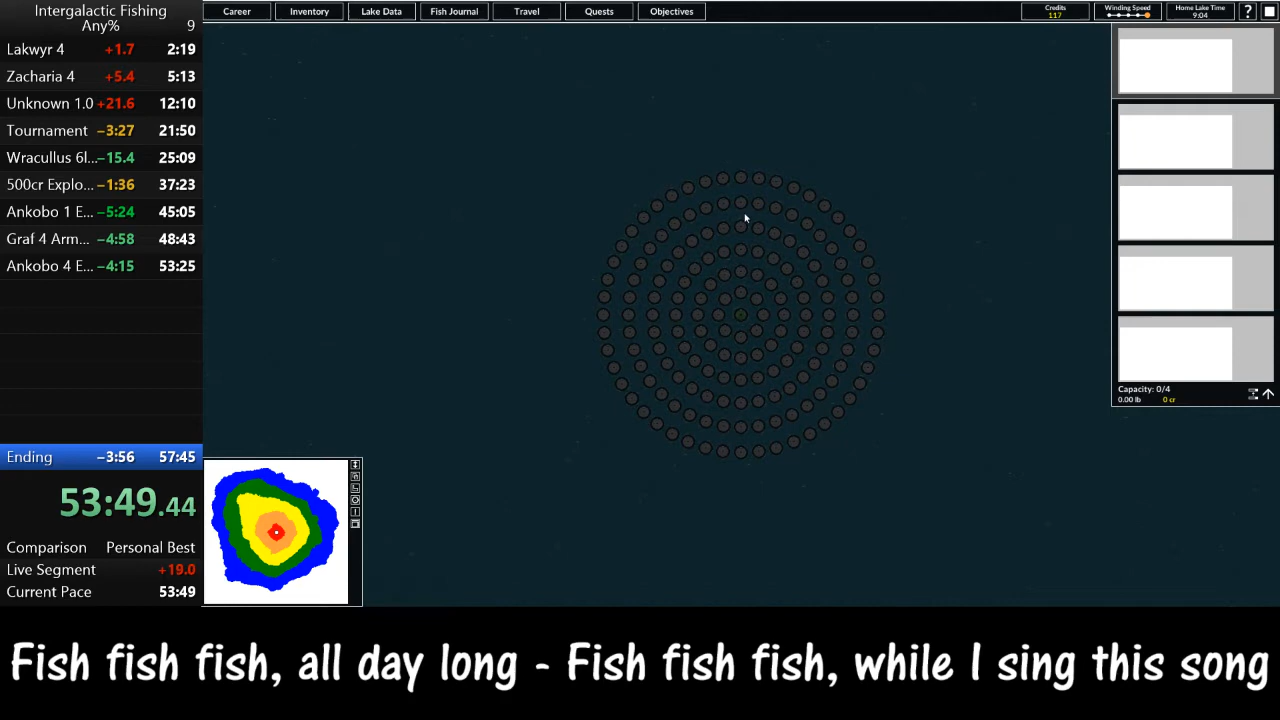 Intergalactic Fishing
Any% 9
Lakwyr 4 +1.7 2:19
Zacharia 4 +5.4 5:13
Unknown 1.0 +21.6 12:10
Tournament −3:27 21:50
Wracullus 6l... −15.4 25:09
500cr Explo... −1:36 37:23
Ankobo 1 E... −5:24 45:05
Graf 4 Arm... −4:58 48:43
Ankobo 4 E... −4:15 53:25
Ending −3:56 57:45
53:49.44
Comparison Personal Best
Live Segment +19.0
Current Pace 53:49
Career Inventory Lake Data Fish Journal Travel Quests Objectives
Credits
117
Winding Speed
Home Lake Time
9:04
?
Capacity: 0/4
0.00 lb 0 cr
Fish fish fish, all day long - Fish fish fish, while I sing this song